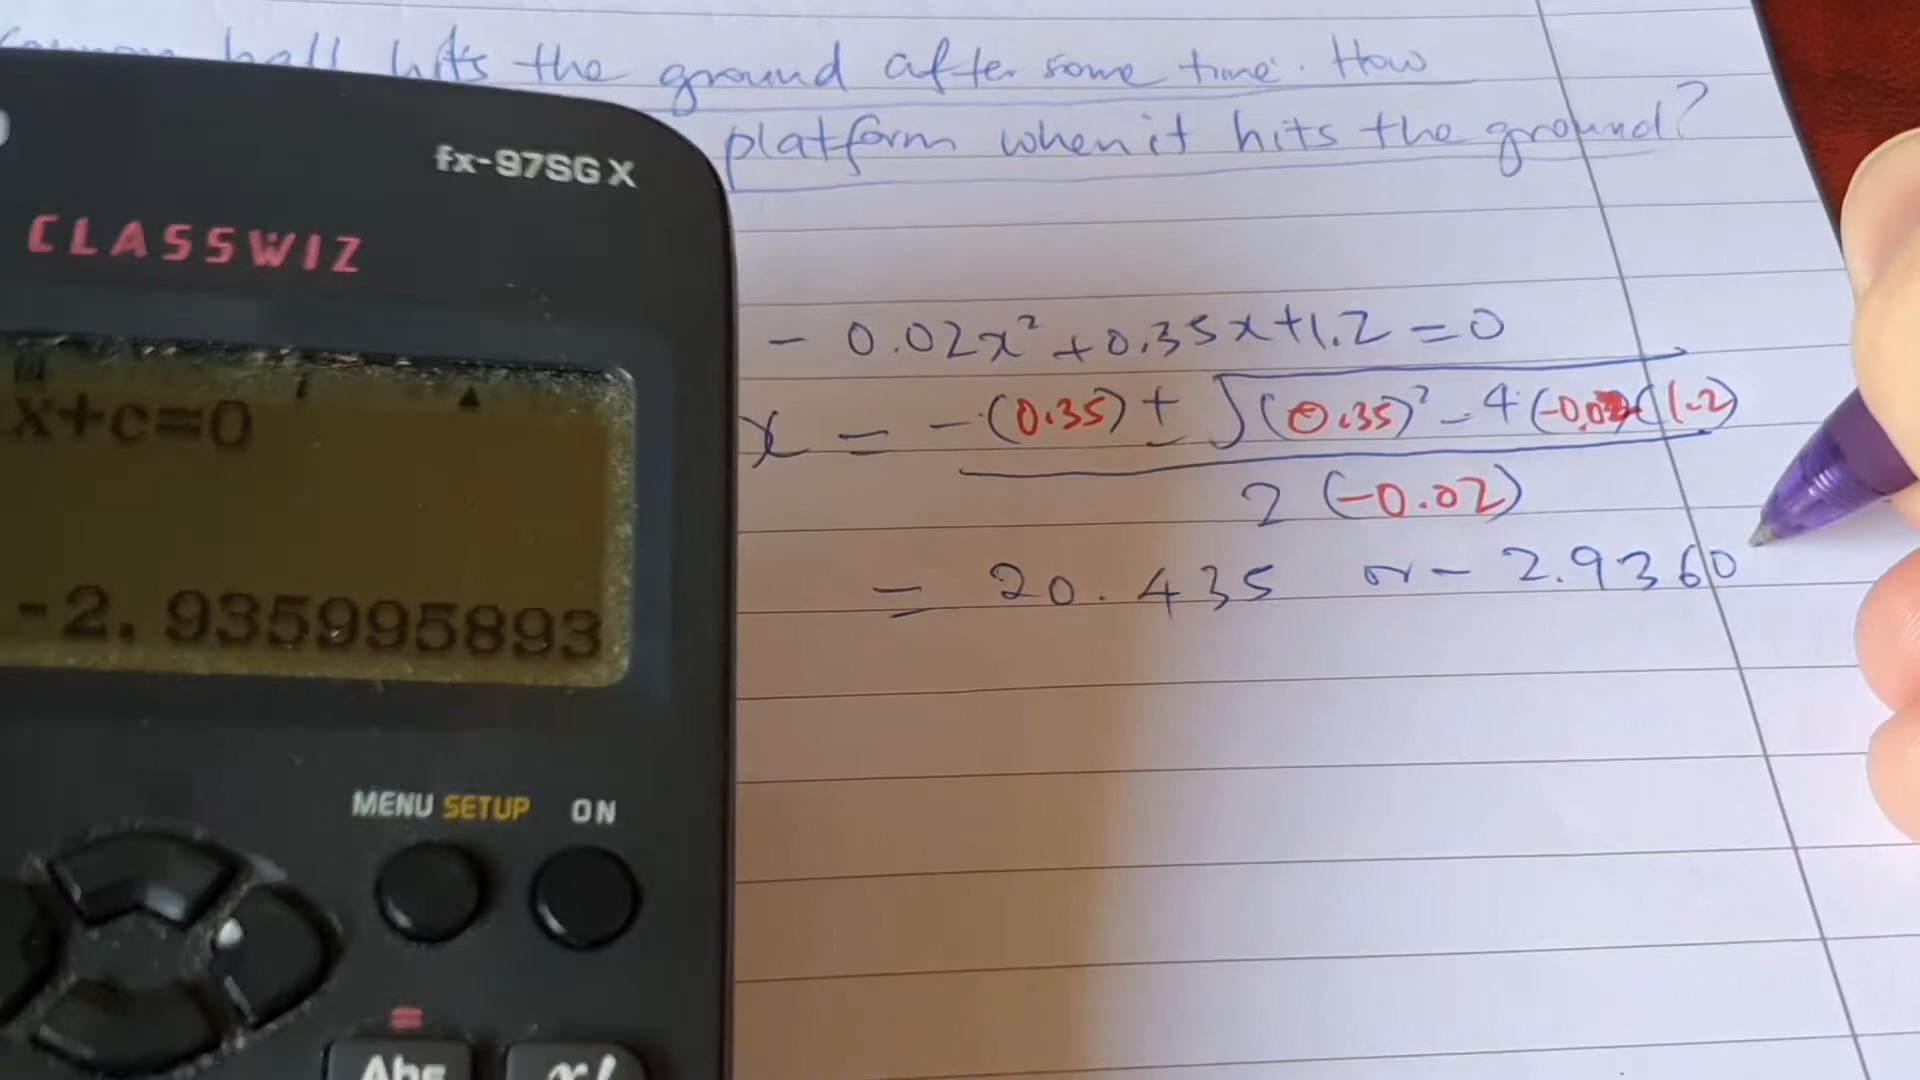 ball hits the ground after some time. How
platform when it hits the ground?
fx-97SG X
CLASSWIZ
x+c=0
-2.935995893
MENU SETUP ON
=
Abs x!
- 0.02x² + 0.35x + 1.2 = 0
x = -(0.35) ± √(0.35)² - 4(-0.02)(1.2)
2(-0.02)
= 20.435 or - 2.9360